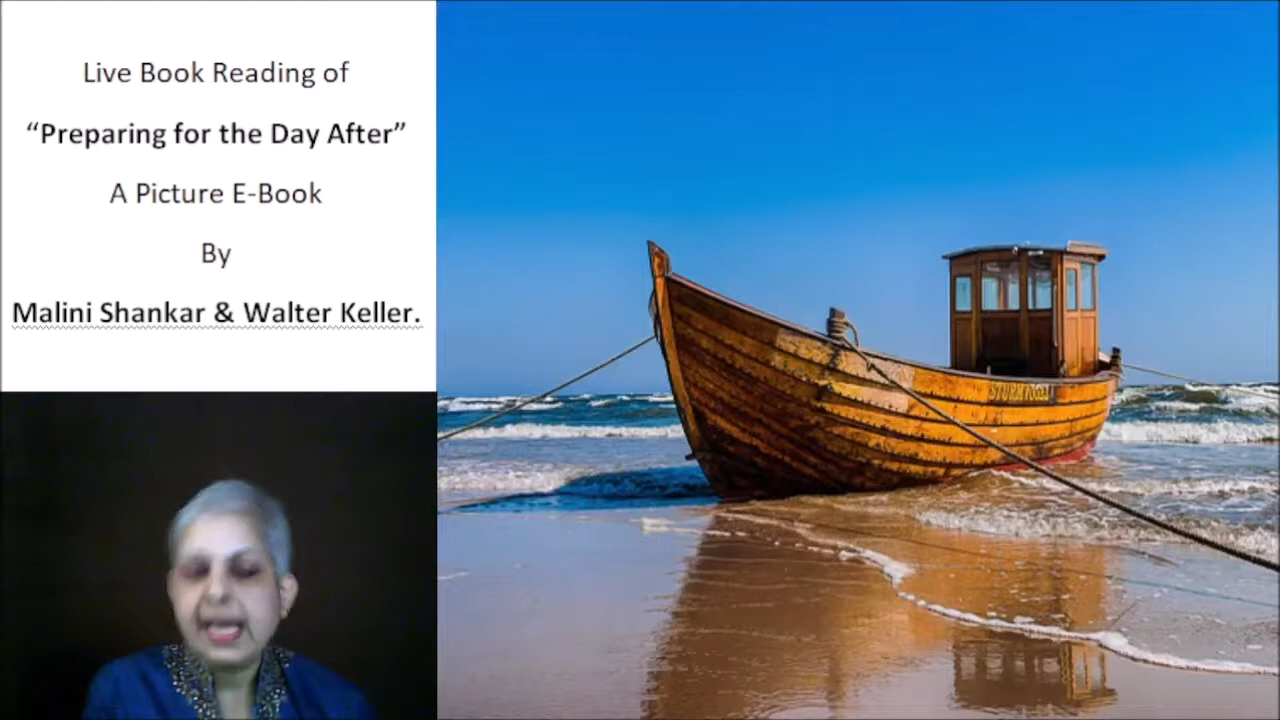 Live Book Reading of
“Preparing for the Day After”
A Picture E-Book
By
Malini Shankar & Walter Keller.